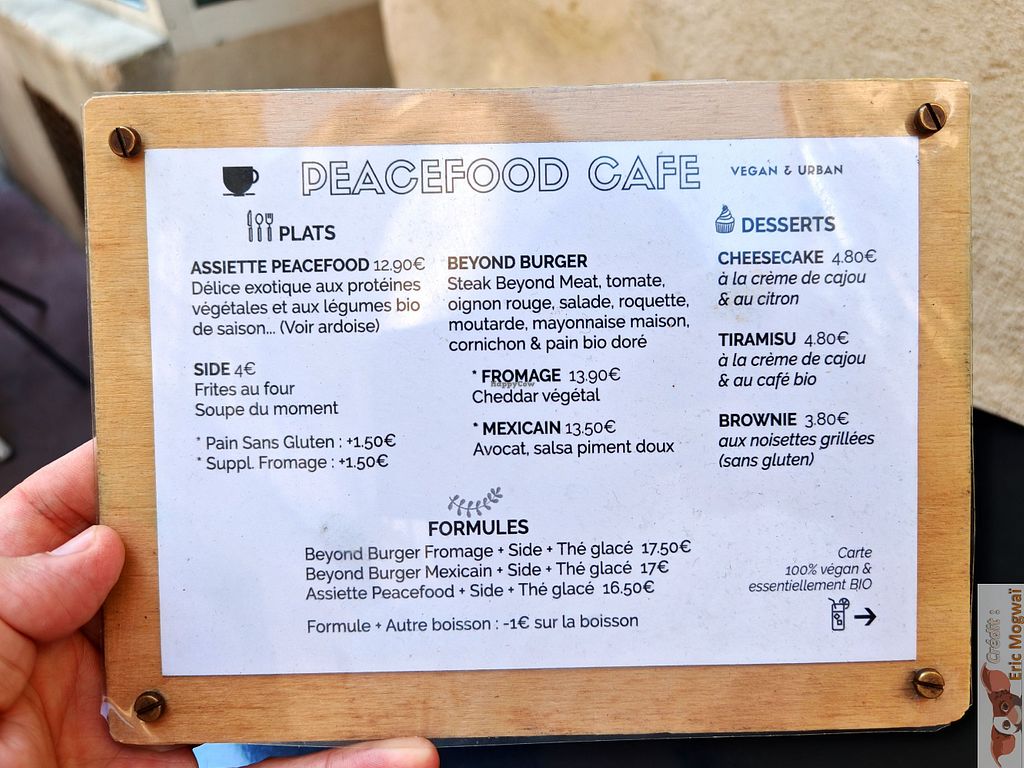 PEACEFOOD CAFE
VEGAN & URBAN
PLATS
ASSIETTE PEACEFOOD 12.90€
Délice exotique aux protéines
végétales et aux légumes bio
de saison... (Voir ardoise)
SIDE 4€
Frites au four
Soupe du moment
* Pain Sans Gluten : +1.50€
* Suppl. Fromage : +1.50€
BEYOND BURGER
Steak Beyond Meat, tomate,
oignon rouge, salade, roquette,
moutarde, mayonnaise maison,
cornichon & pain bio doré
* FROMAGE 13.90€
HappyCow
Cheddar végétal
* MEXICAIN 13.50€
Avocat, salsa piment doux
DESSERTS
CHEESECAKE 4.80€
à la crème de cajou
& au citron
TIRAMISU 4.80€
à la crème de cajou
& au café bio
BROWNIE 3.80€
aux noisettes grillées
(sans gluten)
FORMULES
Beyond Burger Fromage + Side + Thé glacé 17.50€
Beyond Burger Mexicain + Side + Thé glacé 17€
Assiette Peacefood + Side + Thé glacé 16.50€
Formule + Autre boisson : -1€ sur la boisson
Carte
100% végan &
essentiellement BIO
Crédit :
Eric Mogwaï